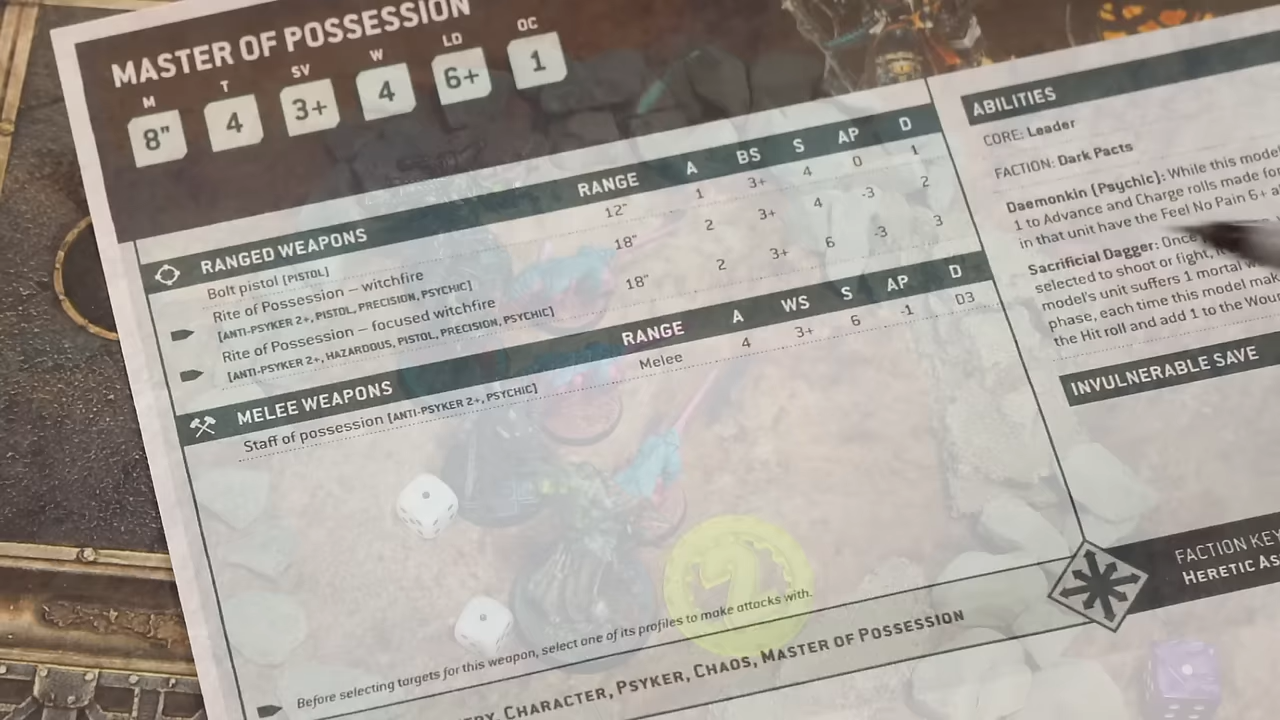 MASTER OF POSSESSION
M T SV W LD OC
8" 4 3+ 4 6+ 1
RANGED WEAPONS RANGE A BS S AP D
Bolt pistol [PISTOL] 12" 1 3+ 4 0 1
Rite of Possession – witchfire 18" 2 3+ 4 -3 2
[ANTI-PSYKER 2+, PISTOL, PRECISION, PSYCHIC]
Rite of Possession – focused witchfire 18" 2 3+ 6 -3 3
[ANTI-PSYKER 2+, HAZARDOUS, PISTOL, PRECISION, PSYCHIC]
MELEE WEAPONS RANGE A WS S AP D
Staff of possession [ANTI-PSYKER 2+, PSYCHIC] Melee 4 3+ 6 -1 D3
Before selecting targets for this weapon, select one of its profiles to make attacks with.
CHARACTER, PSYKER, CHAOS, MASTER OF POSSESSION
ABILITIES
CORE: Leader
FACTION: Dark Pacts
Daemonkin (Psychic): While this model
1 to Advance and Charge rolls made for
in that unit have the Feel No Pain 6+
Sacrificial Dagger: Once
selected to shoot or fight,
model's unit suffers 1 mortal
phase, each time this model
the Hit roll and add 1 to the
INVULNERABLE SAVE
FACTION
HERETIC